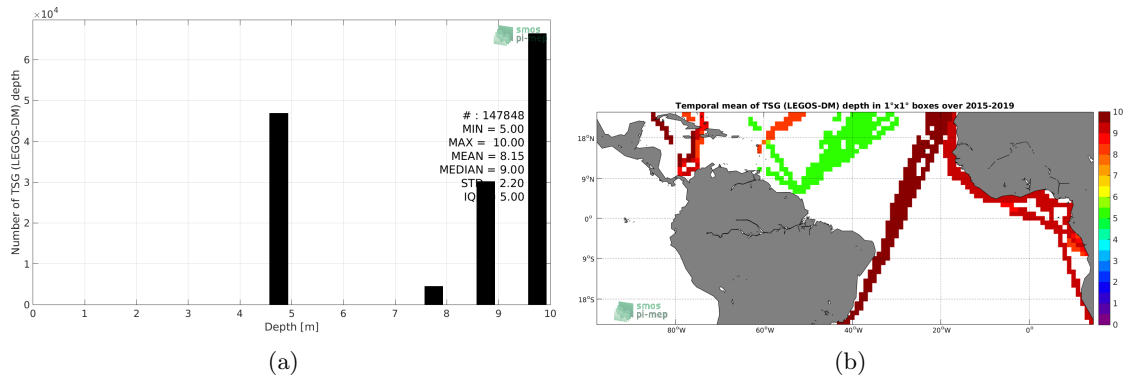 ×10⁴
7
6
5
4
3
2
1
0
Number of TSG (LEGOS-DM) depth
smos
pi-mep
# : 147848
MIN = 5.00
MAX = 10.00
MEAN = 8.15
MEDIAN = 9.00
2.20
IQ 5.00
0 1 2 3 4 5 6 7 8 9 10
Depth [m]
(a)
Temporal mean of TSG (LEGOS-DM) depth in 1°x1° boxes over 2015-2019
18°N
9°N
0°
9°S
18°S
80°W 60°W 40°W 20°W 0°
smos
pi-mep
10
9
8
7
6
5
4
3
2
1
0
(b)